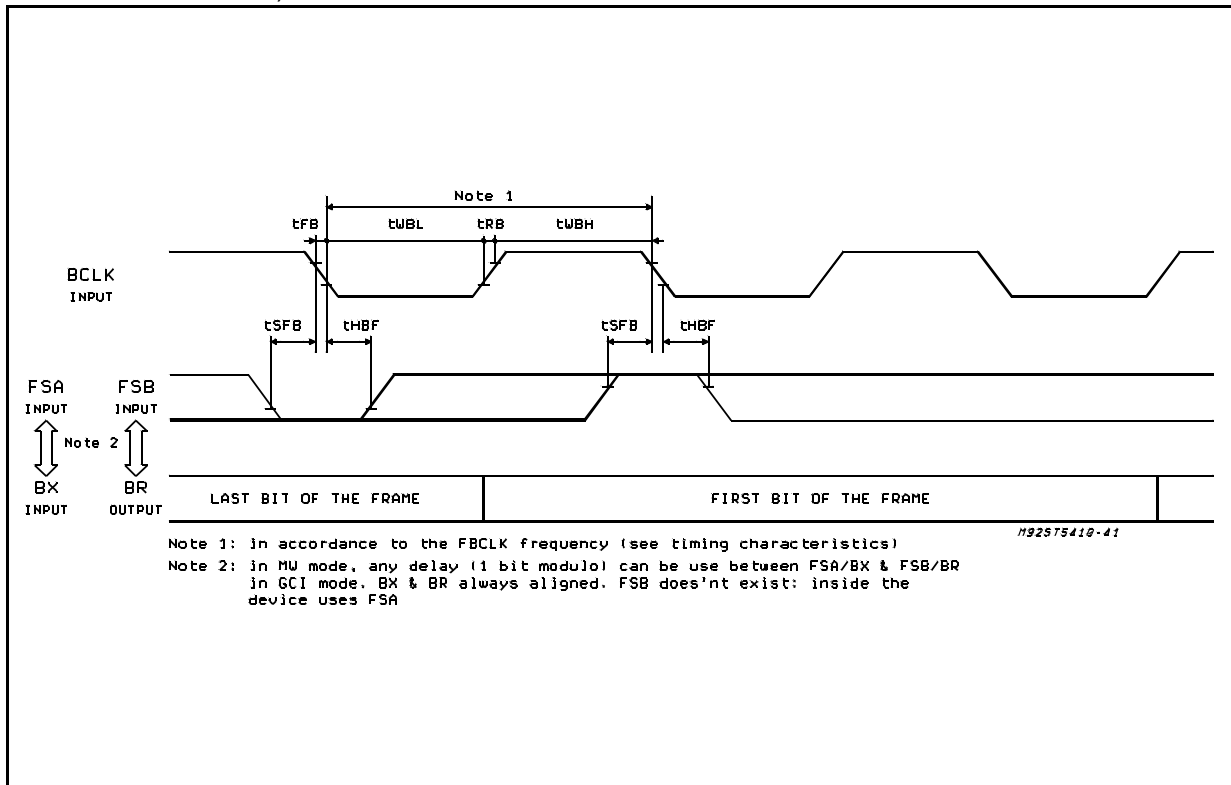 Note 1
tFB tWBL tRB tWBH
BCLK
INPUT
tSFB tHBF tSFB tHBF
FSA FSB
INPUT INPUT
Note 2
BX BR
INPUT OUTPUT
LAST BIT OF THE FRAME FIRST BIT OF THE FRAME
M92ST5410-41
Note 1: in accordance to the FBCLK frequency (see timing characteristics)
Note 2: in MW mode, any delay (1 bit modulo) can be use between FSA/BX & FSB/BR
in GCI mode, BX & BR always aligned, FSB does'nt exist: inside the
device uses FSA